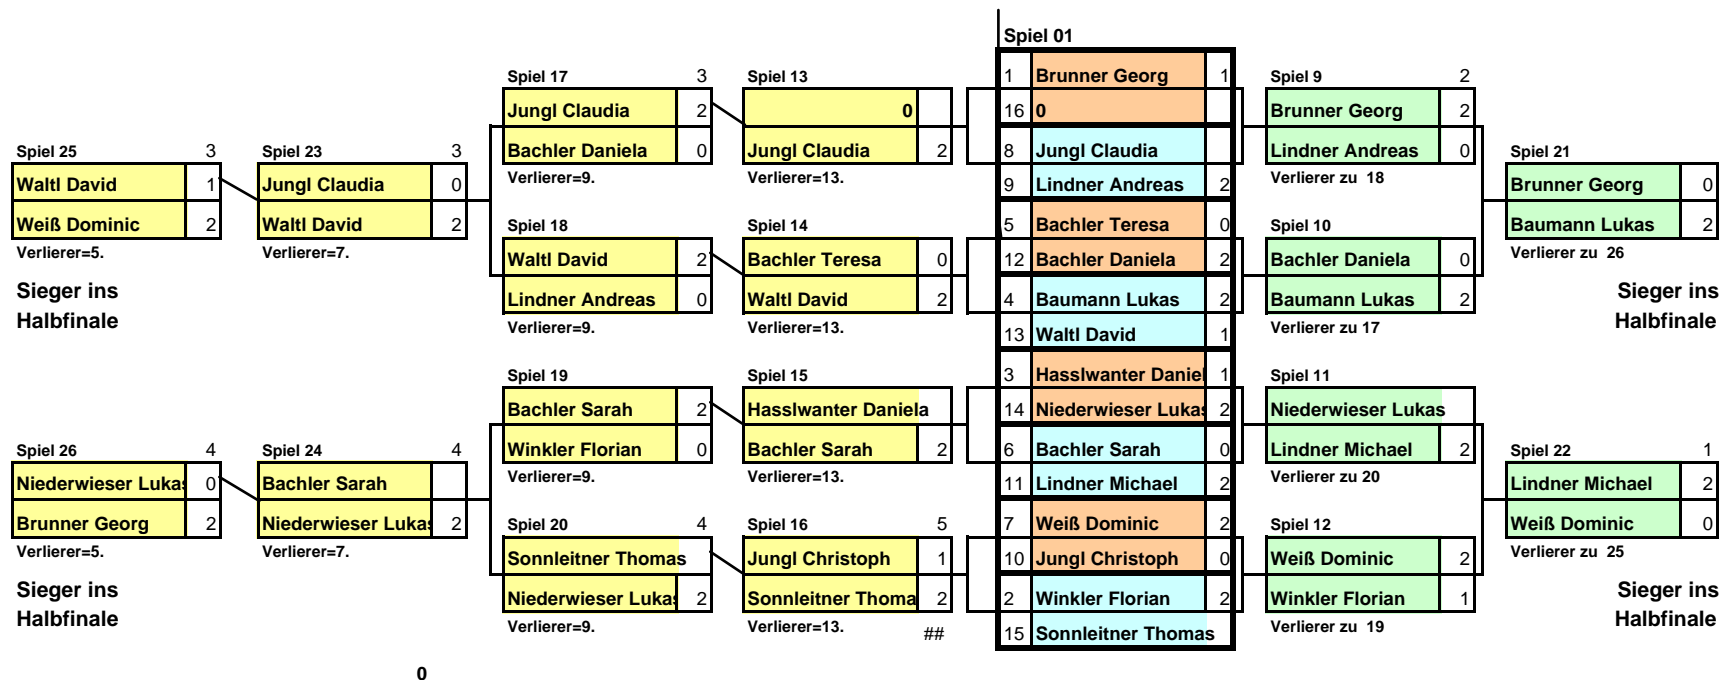 Spiel 01
Spiel 17 3 Spiel 13 1 Brunner Georg 1 Spiel 9 2
Jungl Claudia 2 0 16 0 Brunner Georg 2
Spiel 25 3 Spiel 23 3 Bachler Daniela 0 Jungl Claudia 2 8 Jungl Claudia Lindner Andreas 0 Spiel 21
Waltl David 1 Jungl Claudia 0 Verlierer=9. Verlierer=13. 9 Lindner Andreas 2 Verlierer zu 18 Brunner Georg 0
Weiß Dominic 2 Waltl David 2 Spiel 18 Spiel 14 5 Bachler Teresa 0 Spiel 10 Baumann Lukas 2
Verlierer=5. Verlierer=7. Waltl David 2 Bachler Teresa 0 12 Bachler Daniela 2 Bachler Daniela 0 Verlierer zu 26
Sieger ins Lindner Andreas 0 Waltl David 2 4 Baumann Lukas 2 Baumann Lukas 2 Sieger ins
Halbfinale Verlierer=9. Verlierer=13. 13 Waltl David 1 Verlierer zu 17 Halbfinale
Spiel 19 Spiel 15 3 Hasslwanter Daniel 1 Spiel 11
Bachler Sarah 2 Hasslwanter Daniela 14 Niederwieser Lukas 2 Niederwieser Lukas
Spiel 26 4 Spiel 24 4 Winkler Florian 0 Bachler Sarah 2 6 Bachler Sarah 0 Lindner Michael 2 Spiel 22 1
Niederwieser Lukas 0 Bachler Sarah Verlierer=9. Verlierer=13. 11 Lindner Michael 2 Verlierer zu 20 Lindner Michael 2
Brunner Georg 2 Niederwieser Lukas 2 Spiel 20 4 Spiel 16 5 7 Weiß Dominic 2 Spiel 12 Weiß Dominic 0
Verlierer=5. Verlierer=7. Sonnleitner Thomas Jungl Christoph 1 10 Jungl Christoph 0 Weiß Dominic 2 Verlierer zu 25
Sieger ins Niederwieser Lukas 2 Sonnleitner Thoma 2 2 Winkler Florian 2 Winkler Florian 1 Sieger ins
Halbfinale Verlierer=9. Verlierer=13. ## 15 Sonnleitner Thomas Verlierer zu 19 Halbfinale
0